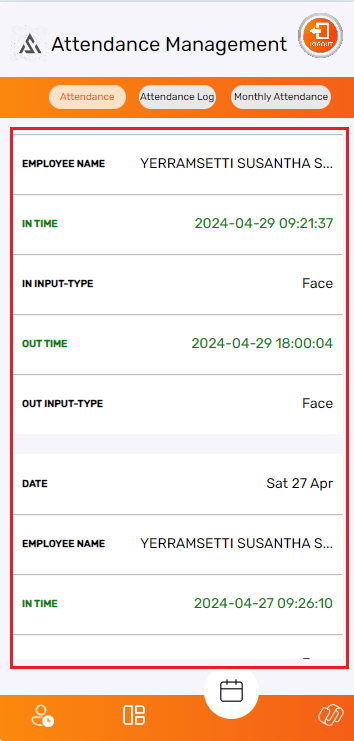 Attendance Management
LOGOUT
Attendance
Attendance Log
Monthly Attendance
EMPLOYEE NAME YERRAMSETTI SUSANTHA S...
IN TIME 2024-04-29 09:21:37
IN INPUT-TYPE Face
OUT TIME 2024-04-29 18:00:04
OUT INPUT-TYPE Face
DATE Sat 27 Apr
EMPLOYEE NAME YERRAMSETTI SUSANTHA S...
IN TIME 2024-04-27 09:26:10